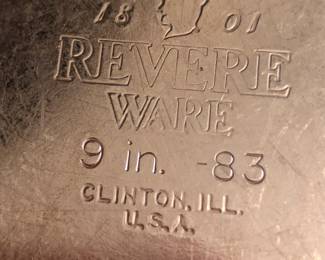 18 01
REVERE
WARE
9 in. -83
CLINTON, ILL.
U.S.A.